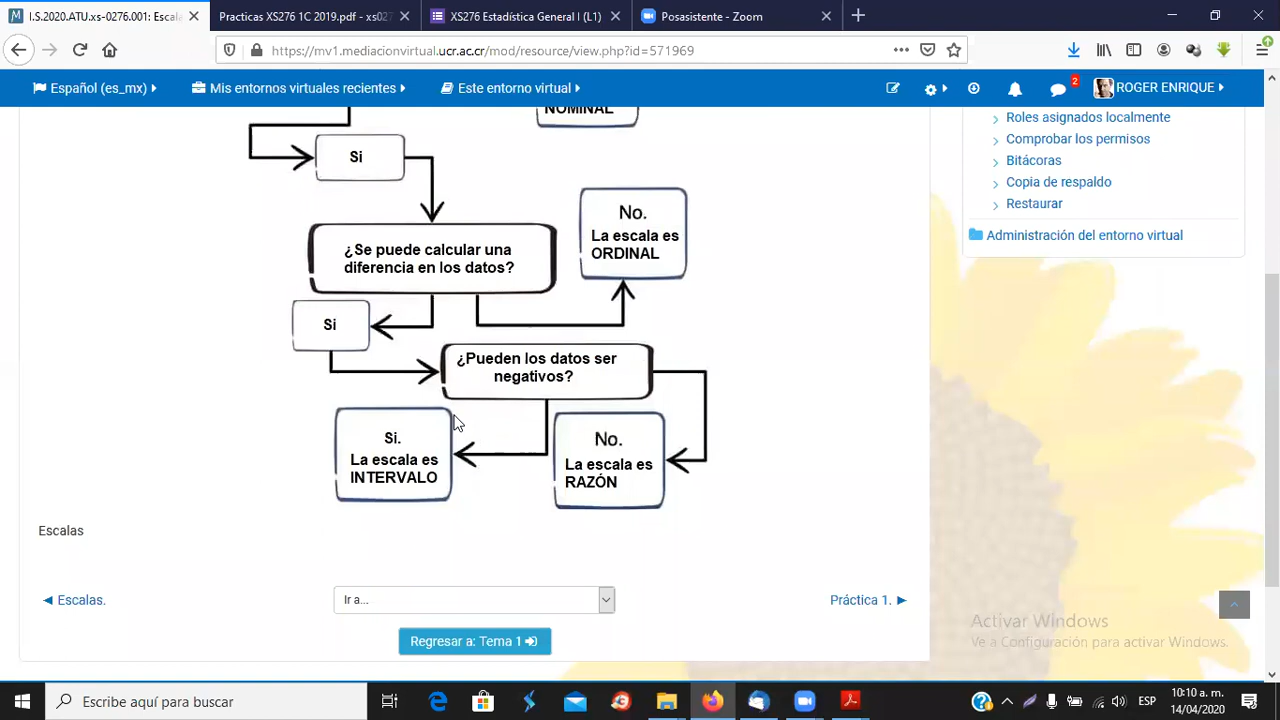 I.S.2020.ATU.xs-0276.001: Escala
Practicas XS276 1C 2019.pdf - xs027
XS276 Estadística General I (L1)
Posasistente - Zoom
https://mv1.mediacionvirtual.ucr.ac.cr/mod/resource/view.php?id=571969
Español (es_mx)
Mis entornos virtuales recientes
Este entorno virtual
2
ROGER ENRIQUE
NOMINAL
Si
¿Se puede calcular una
diferencia en los datos?
No.
La escala es
ORDINAL
Si
¿Pueden los datos ser
negativos?
Si.
La escala es
INTERVALO
No.
La escala es
RAZÓN
Escalas
◄ Escalas.
Ir a...
Práctica 1. ►
Regresar a: Tema 1
Roles asignados localmente
Comprobar los permisos
Bitácoras
Copia de respaldo
Restaurar
Administración del entorno virtual
Activar Windows
Ve a Configuración para activar Windows.
Escribe aquí para buscar
ESP
10:10 a. m.
14/04/2020